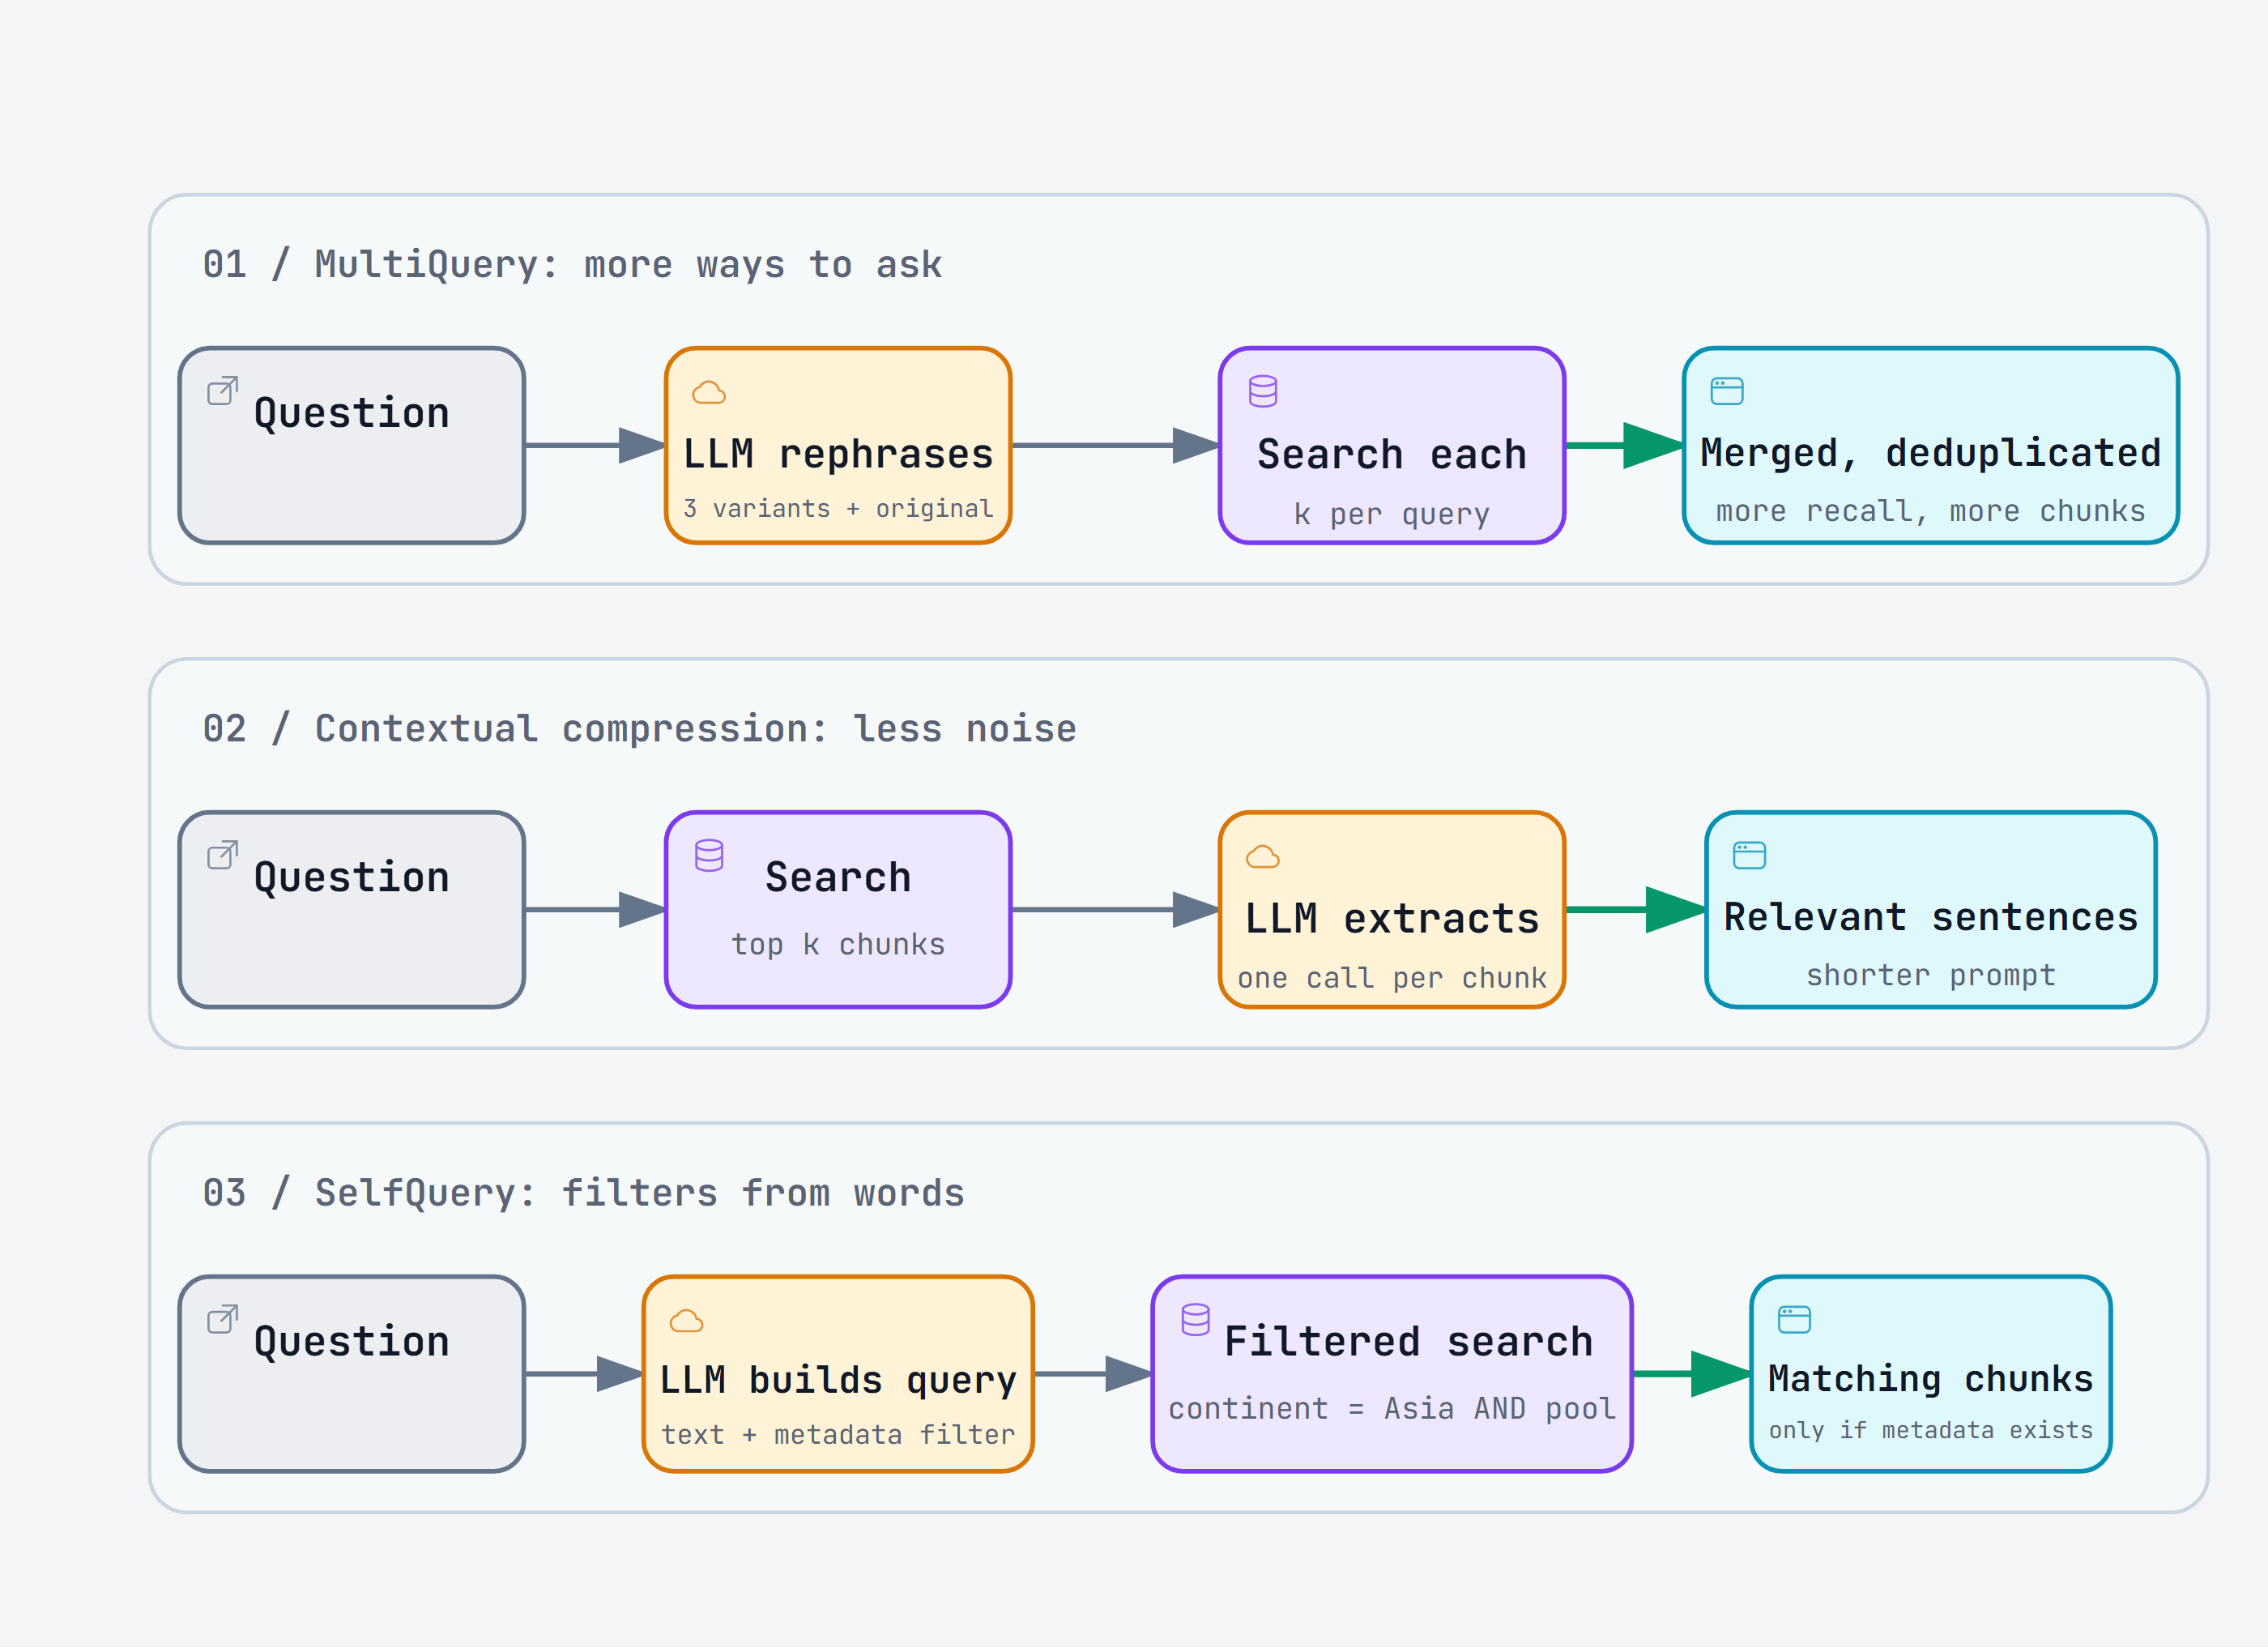 01 / MultiQuery: more ways to ask
Question
LLM rephrases
3 variants + original
Search each
k per query
Merged, deduplicated
more recall, more chunks
02 / Contextual compression: less noise
Question
Search
top k chunks
LLM extracts
one call per chunk
Relevant sentences
shorter prompt
03 / SelfQuery: filters from words
Question
LLM builds query
text + metadata filter
Filtered search
continent = Asia AND pool
Matching chunks
only if metadata exists